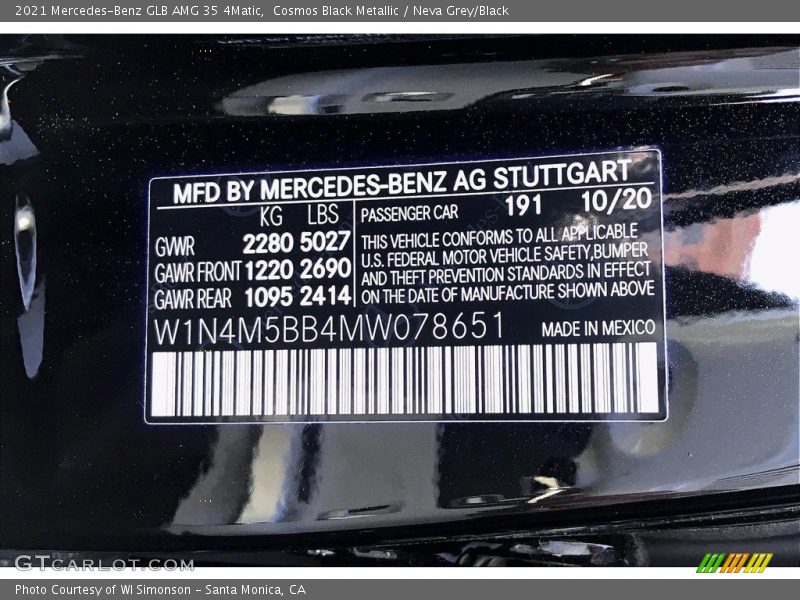 2021 Mercedes-Benz GLB AMG 35 4Matic, Cosmos Black Metallic / Neva Grey/Black
MFD BY MERCEDES-BENZ AG STUTTGART
KG LBS
GWR 2280 5027
GAWR FRONT 1220 2690
GAWR REAR 1095 2414
PASSENGER CAR 191 10/20
THIS VEHICLE CONFORMS TO ALL APPLICABLE
U.S. FEDERAL MOTOR VEHICLE SAFETY, BUMPER
AND THEFT PREVENTION STANDARDS IN EFFECT
ON THE DATE OF MANUFACTURE SHOWN ABOVE
W1N4M5BB4MW078651 MADE IN MEXICO
GTCARLOT.COM
Photo Courtesy of WI Simonson - Santa Monica, CA